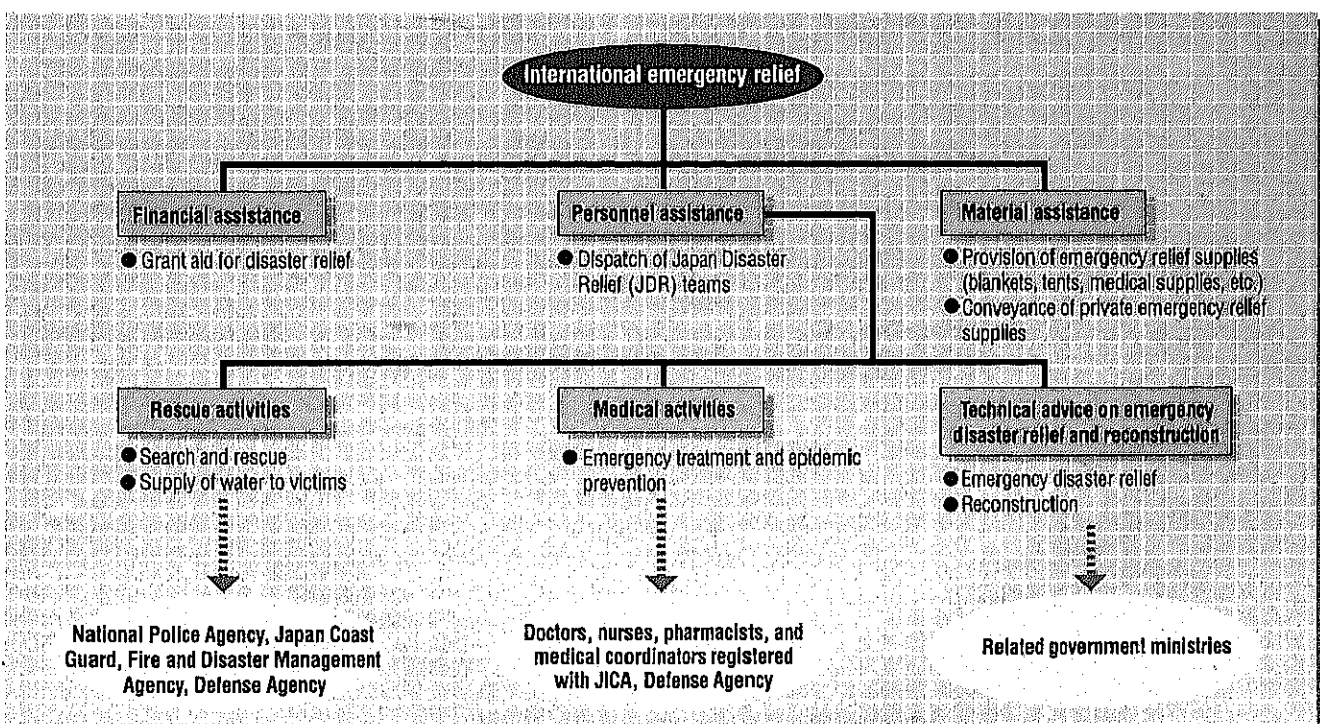 International emergency relief
Financial assistance
● Grant aid for disaster relief
Personnel assistance
● Dispatch of Japan Disaster
Relief (JDR) teams
Material assistance
● Provision of emergency relief supplies
(blankets, tents, medical supplies, etc.)
● Conveyance of private emergency relief
supplies
Rescue activities
● Search and rescue
● Supply of water to victims
Medical activities
● Emergency treatment and epidemic
prevention
Technical advice on emergency
disaster relief and reconstruction
● Emergency disaster relief
● Reconstruction
National Police Agency, Japan Coast
Guard, Fire and Disaster Management
Agency, Defense Agency
Doctors, nurses, pharmacists, and
medical coordinators registered
with JICA, Defense Agency
Related government ministries